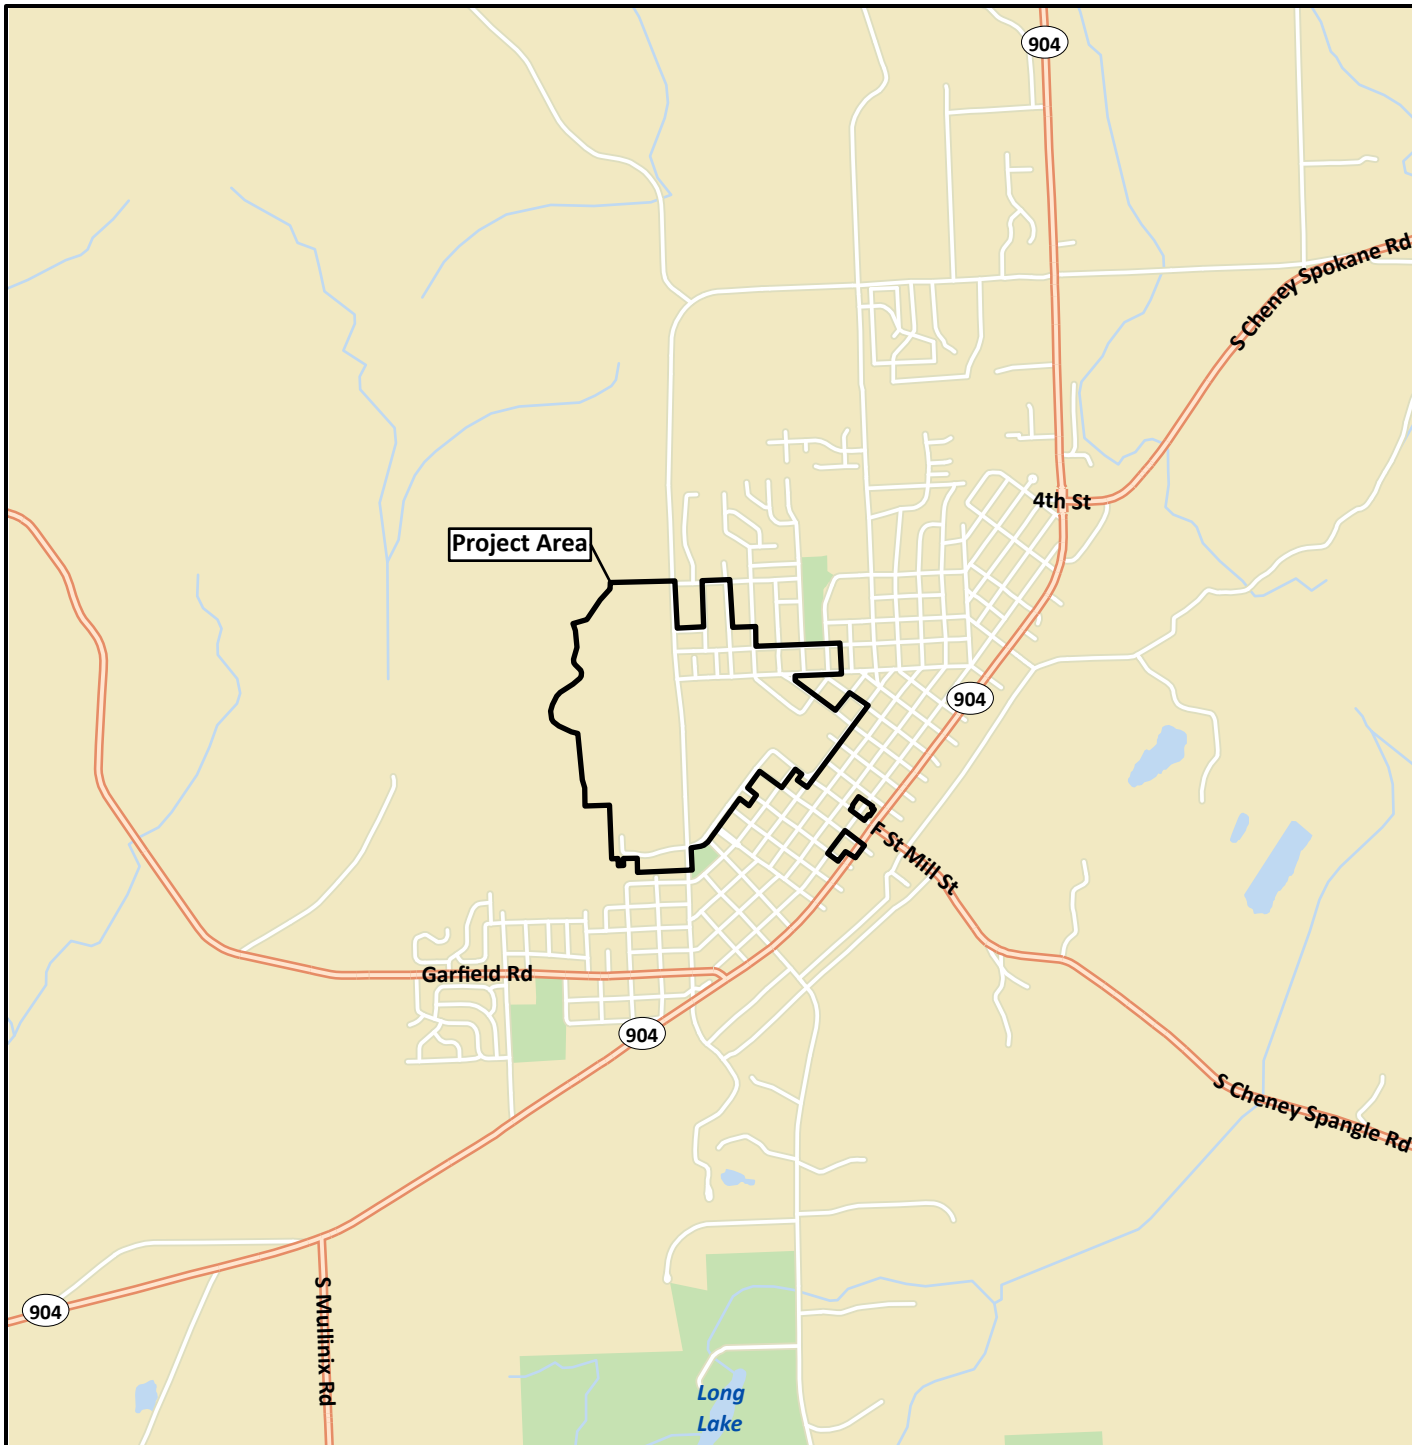 904
S Cheney Spokane Rd
4th St
Project Area
904
F St Mill St
Garfield Rd
904
S Cheney Spangle Rd
904
S Mullinix Rd
Long
Lake